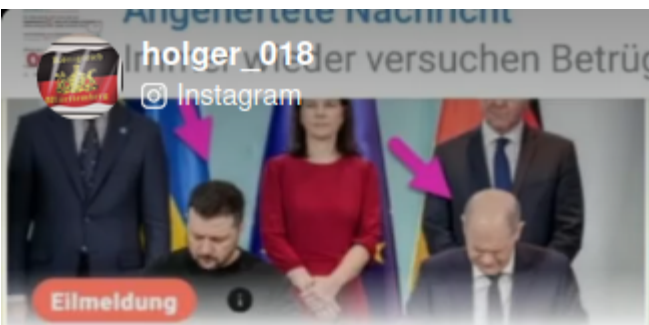 Angeheftete Nachricht
Immer wieder versuchen Betrüg
holger_018
Instagram
Eilmeldung